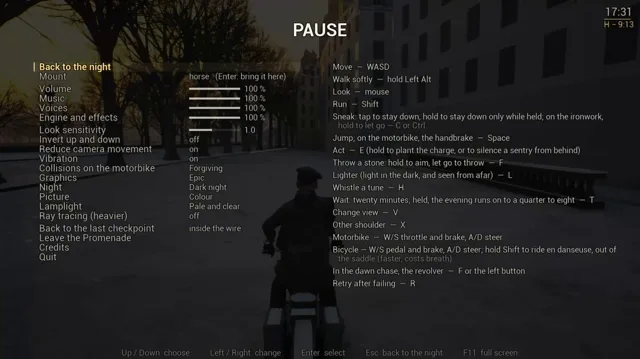 17:31
H – 9:13
PAUSE
Back to the night
Mount horse (Enter: bring it here)
Volume 100 %
Music 100 %
Voices 100 %
Engine and effects 100 %
Look sensitivity 1.0
Invert up and down off
Reduce camera movement on
Vibration on
Collisions on the motorbike Forgiving
Graphics Epic
Night Dark night
Picture Colour
Lamplight Pale and clear
Ray tracing (heavier) off
Back to the last checkpoint inside the wire
Leave the Promenade
Credits
Quit
Move — WASD
Walk softly — hold Left Alt
Look — mouse
Run — Shift
Sneak: tap to stay down, hold to stay down only while held; on the ironwork,
hold to let go — C or Ctrl
Jump; on the motorbike, the handbrake — Space
Act — E (hold to plant the charge, or to silence a sentry from behind)
Throw a stone: hold to aim, let go to throw — F
Lighter (light in the dark, and seen from afar) — L
Whistle a tune — H
Wait: twenty minutes; held, the evening runs on to a quarter to eight — T
Change view — V
Other shoulder — X
Motorbike — W/S throttle and brake, A/D steer
Bicycle — W/S pedal and brake, A/D steer; hold Shift to ride en danseuse, out of
the saddle (faster, costs breath)
In the dawn chase, the revolver — F or the left button
Retry after failing — R
Up / Down choose Left / Right change Enter select Esc back to the night F11 full screen